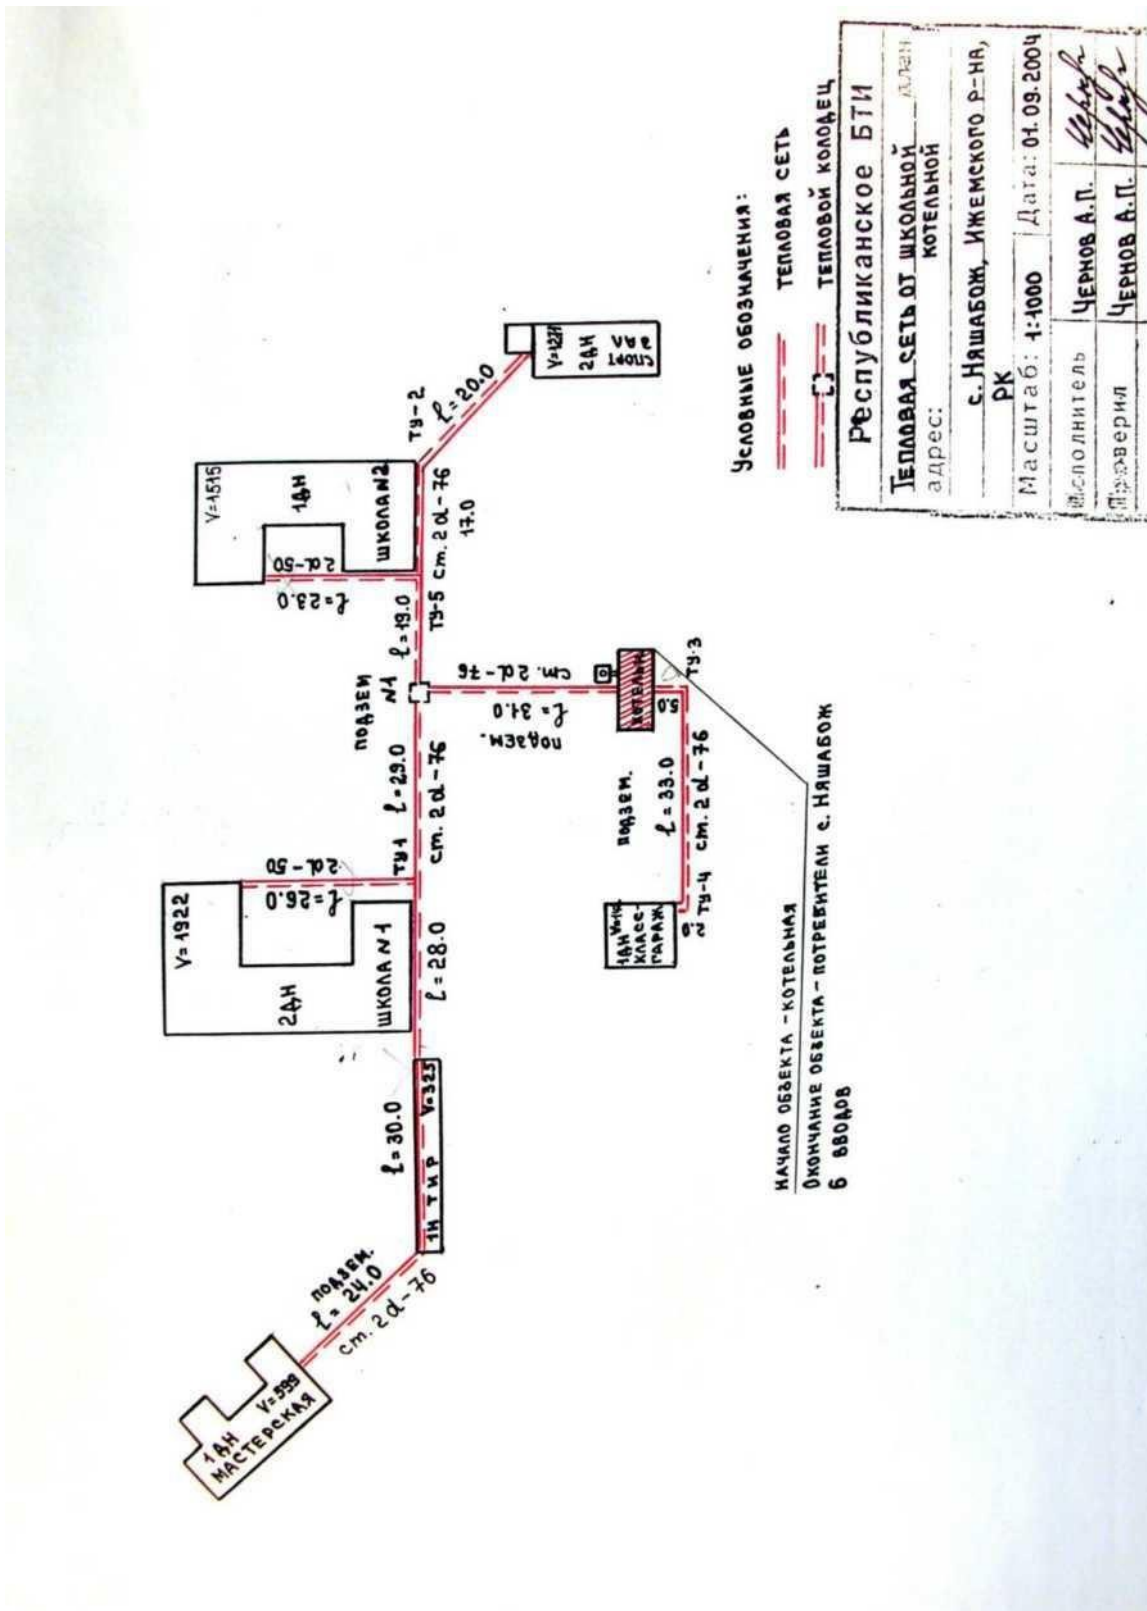 1ДН
V=599
МАСТЕРСКАЯ
ПОДЗЕМ.
ℓ=24.0
ст. 2d-76
ℓ=30.0
1Н ТИР V=325
V=1922
2ДН
ШКОЛА N1
2d-50
ℓ=26.0
ℓ=28.0
ТУ1
ℓ=29.0
ст. 2d-76
ПОДЗЕМ
N1
ℓ=19.0
ТУ-5 ст. 2d-76
17.0
V=1515
1ДН
ШКОЛА N2
2d-50
ℓ=23.0
ТУ-2
ℓ=20.0
V=1271
2ДН
СПОРТ
ЗАЛ
ст. 2d-76
ℓ=31.0
подзем.
КОТЕЛЬН
5.0
ТУ-3
ПОДЗЕМ.
ℓ=33.0
ТУ-4 ст. 2d-76
1ДН
КЛАСС-
ГАРАЖ
НАЧАЛО ОБЪЕКТА - КОТЕЛЬНАЯ
ОКОНЧАНИЕ ОБЪЕКТА - ПОТРЕБИТЕЛИ с. НЯШАБОЖ
6 ВВОДОВ
УСЛОВНЫЕ ОБОЗНАЧЕНИЯ:
ТЕПЛОВАЯ СЕТЬ
ТЕПЛОВОЙ КОЛОДЕЦ
Республиканское БТИ
ТЕПЛОВАЯ СЕТЬ ОТ ШКОЛЬНОЙ план
адрес: КОТЕЛЬНОЙ
с. НЯШАБОЖ, ИЖЕМСКОГО Р-НА,
РК
Масштаб: 1:1000 Дата: 01.09.2004
Исполнитель ЧЕРНОВ А.П.
Проверил ЧЕРНОВ А.П.